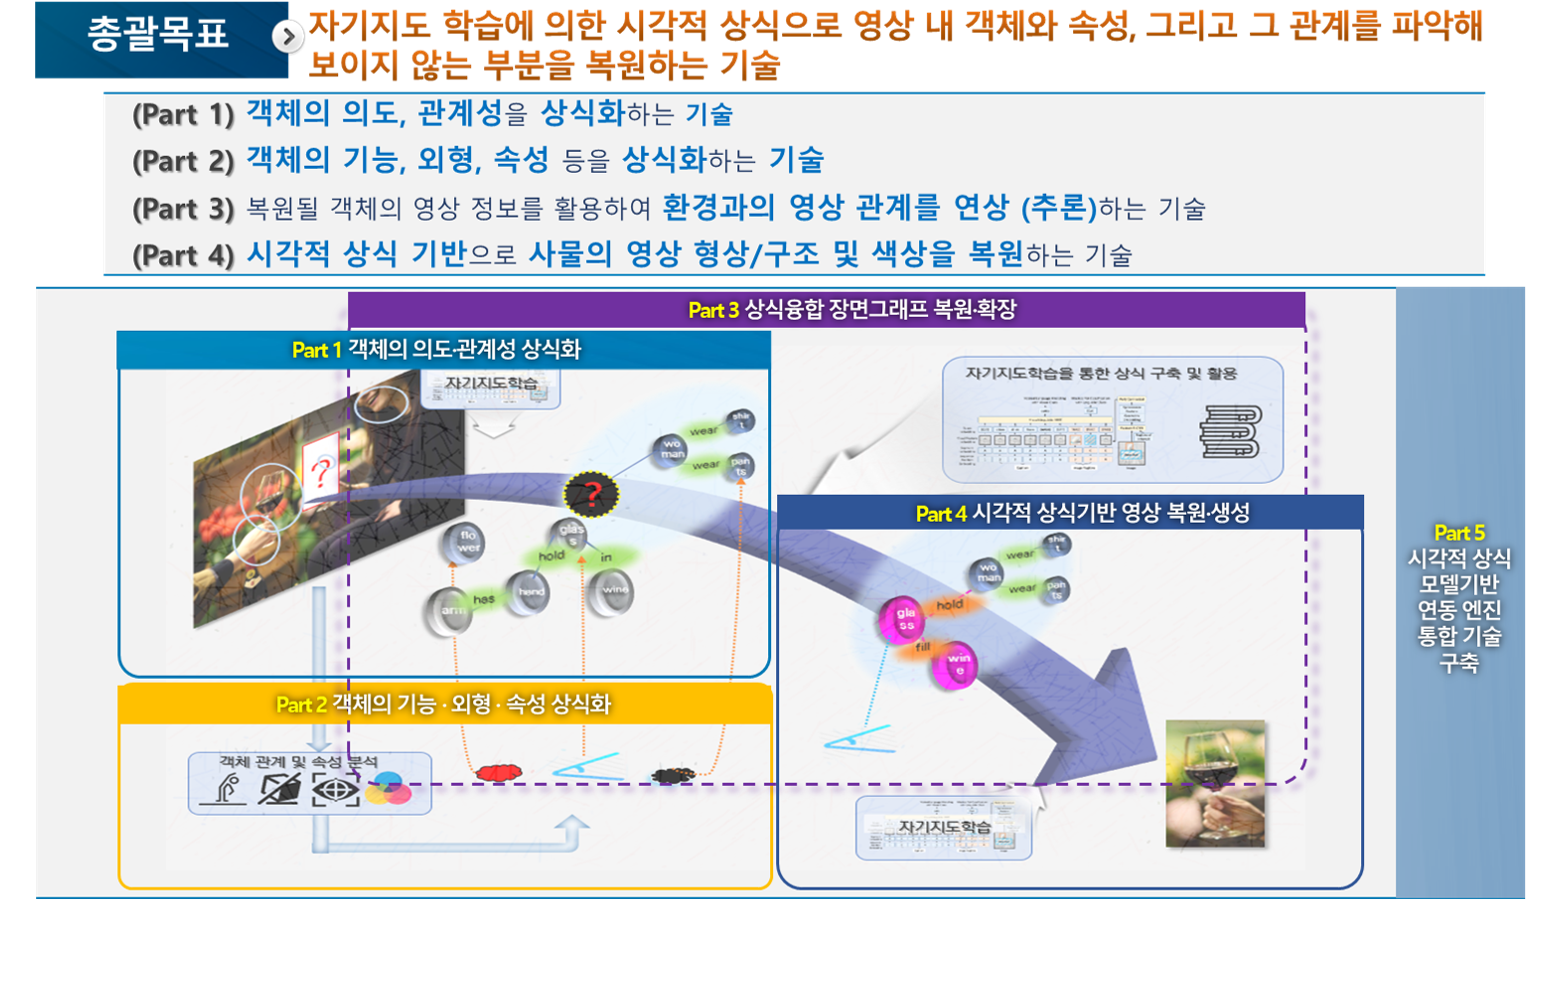 총괄목표
자기지도 학습에 의한 시각적 상식으로 영상 내 객체와 속성, 그리고 그 관계를 파악해
보이지 않는 부분을 복원하는 기술
(Part 1) 객체의 의도, 관계성을 상식화하는 기술
(Part 2) 객체의 기능, 외형, 속성 등을 상식화하는 기술
(Part 3) 복원될 객체의 영상 정보를 활용하여 환경과의 영상 관계를 연상 (추론)하는 기술
(Part 4) 시각적 상식 기반으로 사물의 영상 형상/구조 및 색상을 복원하는 기술
Part 3 상식융합 장면그래프 복원·확장
Part 1 객체의 의도·관계성 상식화
자기지도학습
?
?
wo
man
wear
shir
t
wear
pan
ts
flo
wer
glas
s
hold
in
arm
has
hand
wine
자기지도학습을 통한 상식 구축 및 활용
Part 4 시각적 상식기반 영상 복원·생성
wo
man
wear
shir
t
wear
pan
ts
gla
ss
hold
fill
win
e
자기지도학습
Part 2 객체의 기능 · 외형 · 속성 상식화
객체 관계 및 속성 분석
Part 5
시각적 상식
모델기반
연동 엔진
통합 기술
구축